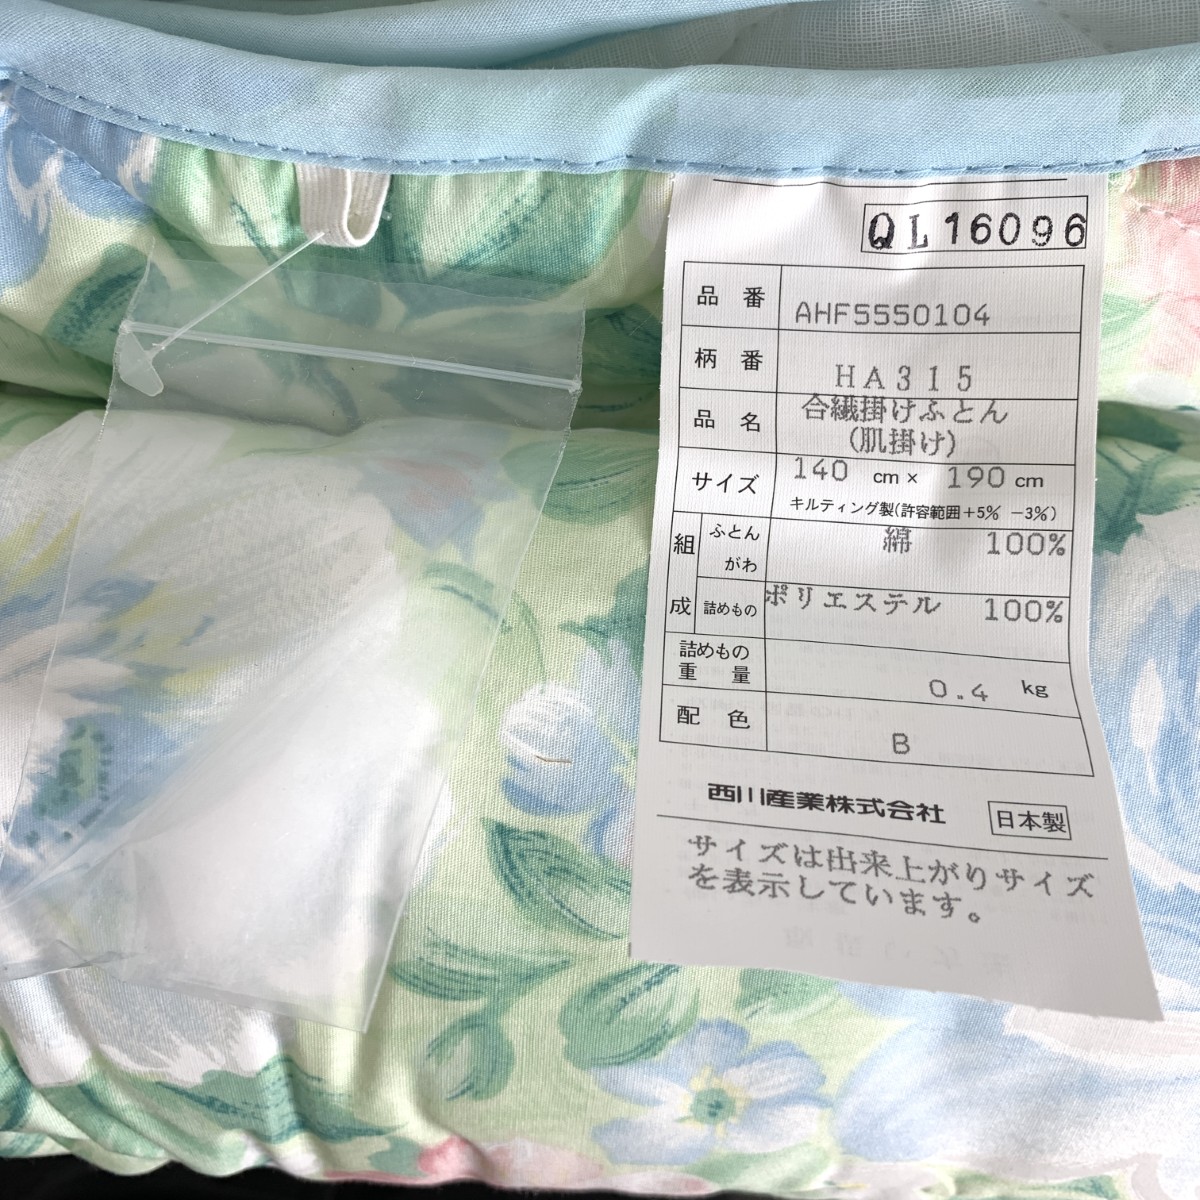 QL16096
品番 AHF5550104
柄番 HA315
品名 合繊掛けふとん
(肌掛け)
サイズ 140 cm × 190 cm
キルティング製(許容範囲+5% −3%)
組成 ふとんがわ 綿 100%
詰めもの ポリエステル 100%
詰めもの重量 0.4 kg
配色 B
西川産業株式会社 日本製
サイズは出来上がりサイズ
を表示しています。